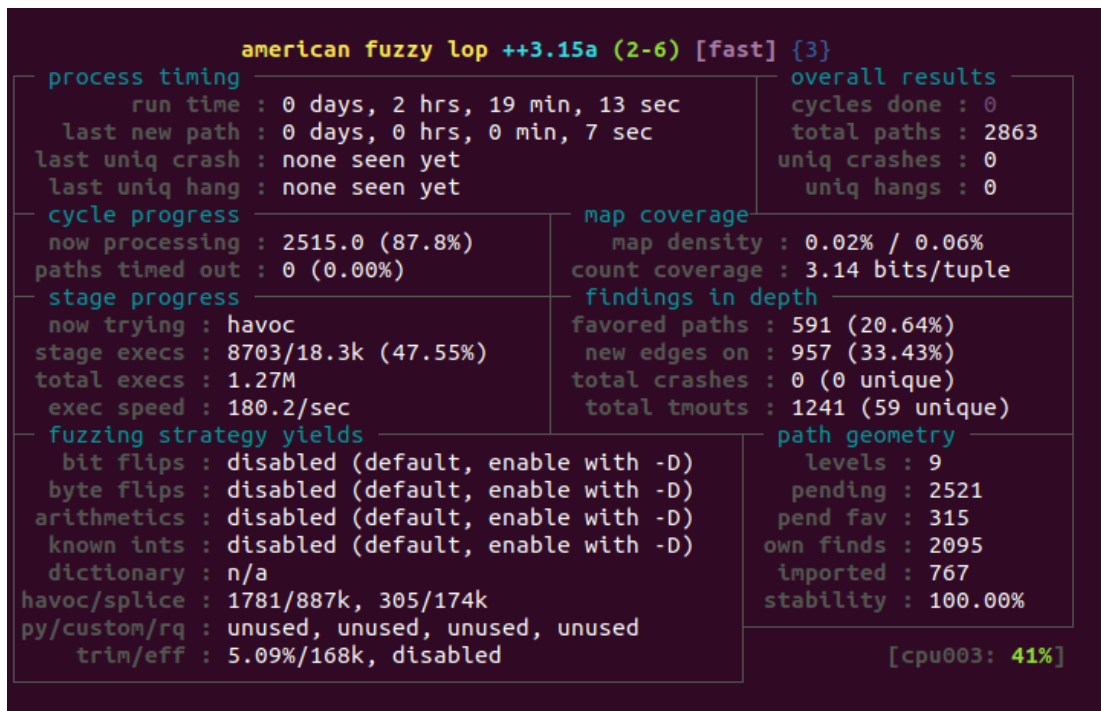 american fuzzy lop ++3.15a (2-6) [fast] {3}
process timing overall results
run time : 0 days, 2 hrs, 19 min, 13 sec cycles done : 0
last new path : 0 days, 0 hrs, 0 min, 7 sec total paths : 2863
last uniq crash : none seen yet uniq crashes : 0
last uniq hang : none seen yet uniq hangs : 0
cycle progress map coverage
now processing : 2515.0 (87.8%) map density : 0.02% / 0.06%
paths timed out : 0 (0.00%) count coverage : 3.14 bits/tuple
stage progress findings in depth
now trying : havoc favored paths : 591 (20.64%)
stage execs : 8703/18.3k (47.55%) new edges on : 957 (33.43%)
total execs : 1.27M total crashes : 0 (0 unique)
exec speed : 180.2/sec total tmouts : 1241 (59 unique)
fuzzing strategy yields path geometry
bit flips : disabled (default, enable with -D) levels : 9
byte flips : disabled (default, enable with -D) pending : 2521
arithmetics : disabled (default, enable with -D) pend fav : 315
known ints : disabled (default, enable with -D) own finds : 2095
dictionary : n/a imported : 767
havoc/splice : 1781/887k, 305/174k stability : 100.00%
py/custom/rq : unused, unused, unused, unused
trim/eff : 5.09%/168k, disabled [cpu003: 41%]